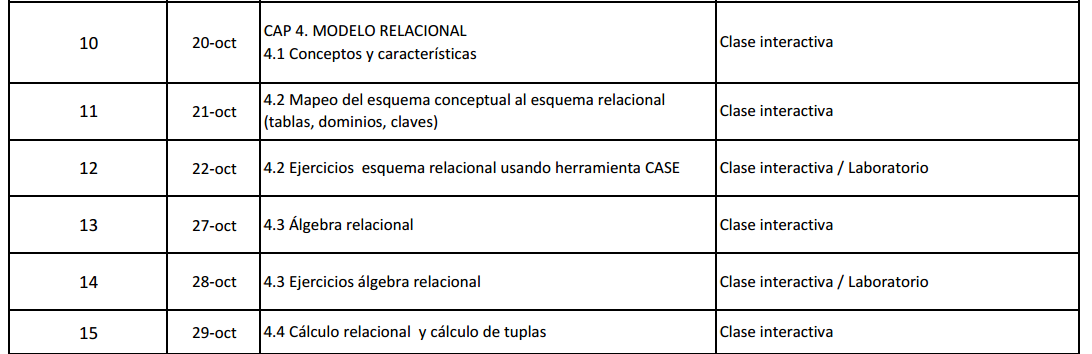 10 20-oct CAP 4. MODELO RELACIONAL
4.1 Conceptos y características Clase interactiva
11 21-oct 4.2 Mapeo del esquema conceptual al esquema relacional
(tablas, dominios, claves) Clase interactiva
12 22-oct 4.2 Ejercicios esquema relacional usando herramienta CASE Clase interactiva / Laboratorio
13 27-oct 4.3 Álgebra relacional Clase interactiva
14 28-oct 4.3 Ejercicios álgebra relacional Clase interactiva / Laboratorio
15 29-oct 4.4 Cálculo relacional y cálculo de tuplas Clase interactiva